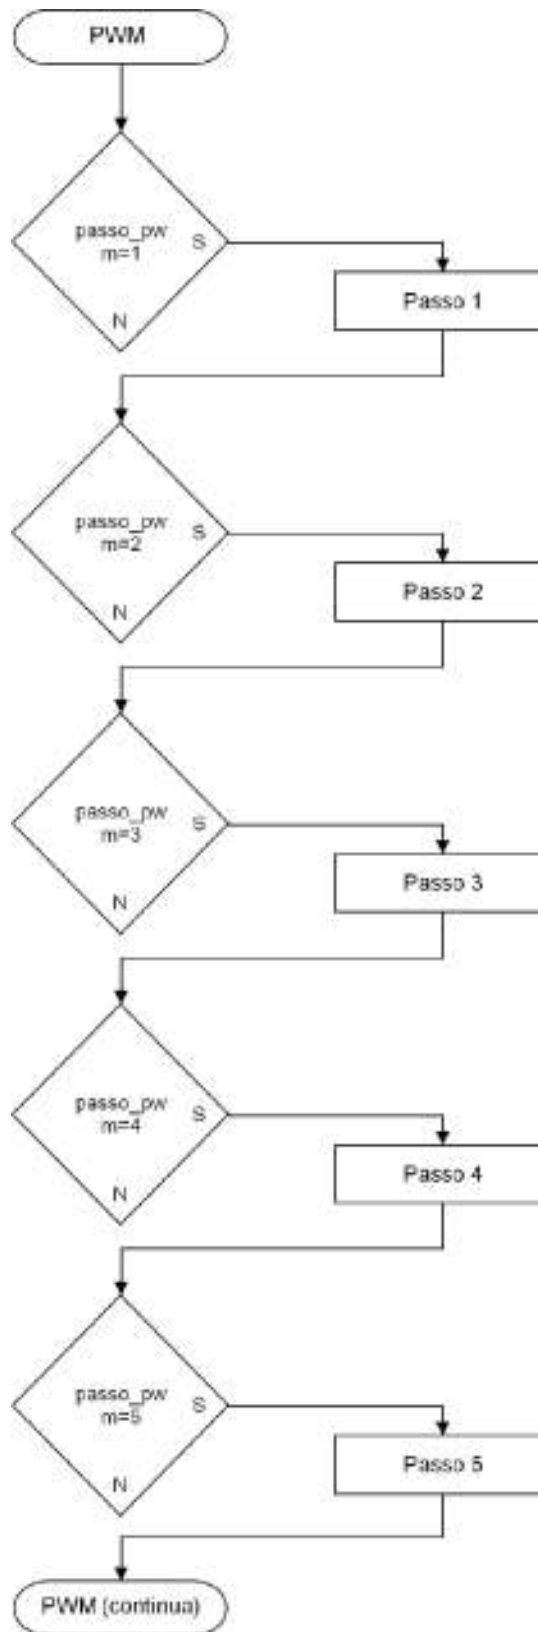 PWM
passo_pw
m=1
S
N
Passo 1
passo_pw
m=2
S
N
Passo 2
passo_pw
m=3
S
N
Passo 3
passo_pw
m=4
S
N
Passo 4
passo_pw
m=5
S
N
Passo 5
PWM (continua)